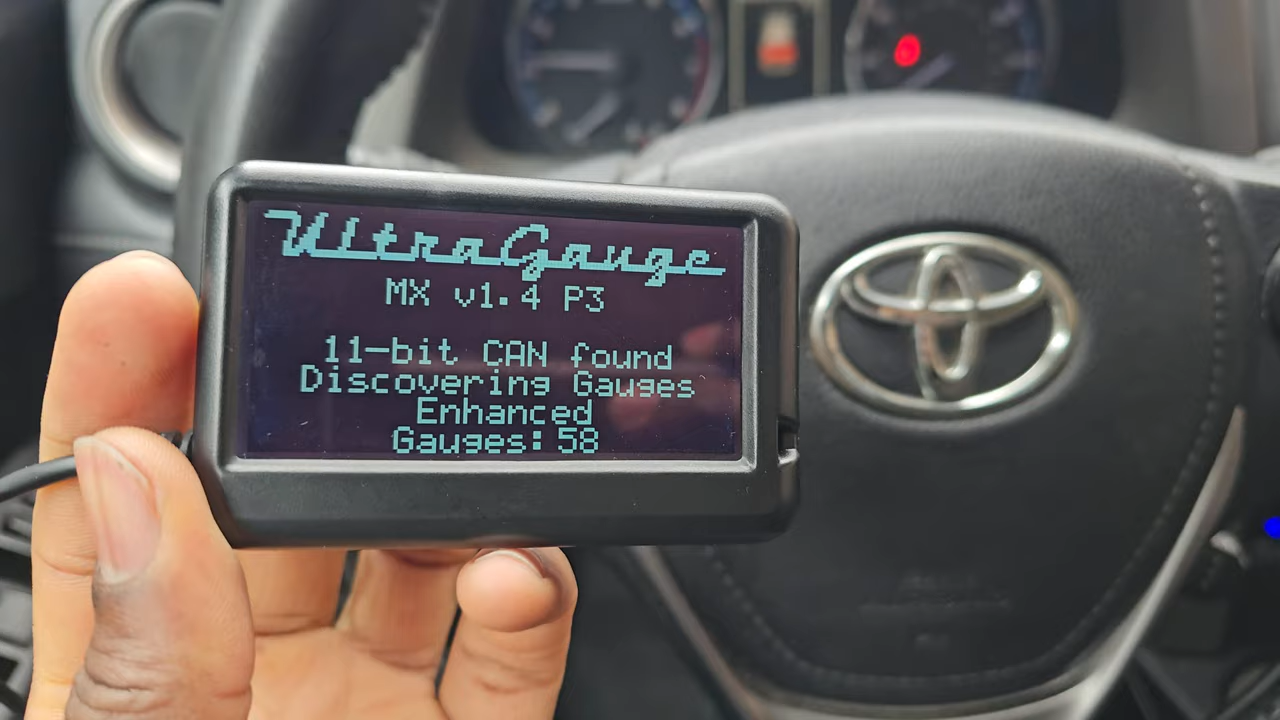 UltraGauge
MX v1.4 P3
11-bit CAN found
Discovering Gauges
Enhanced
Gauges: 58